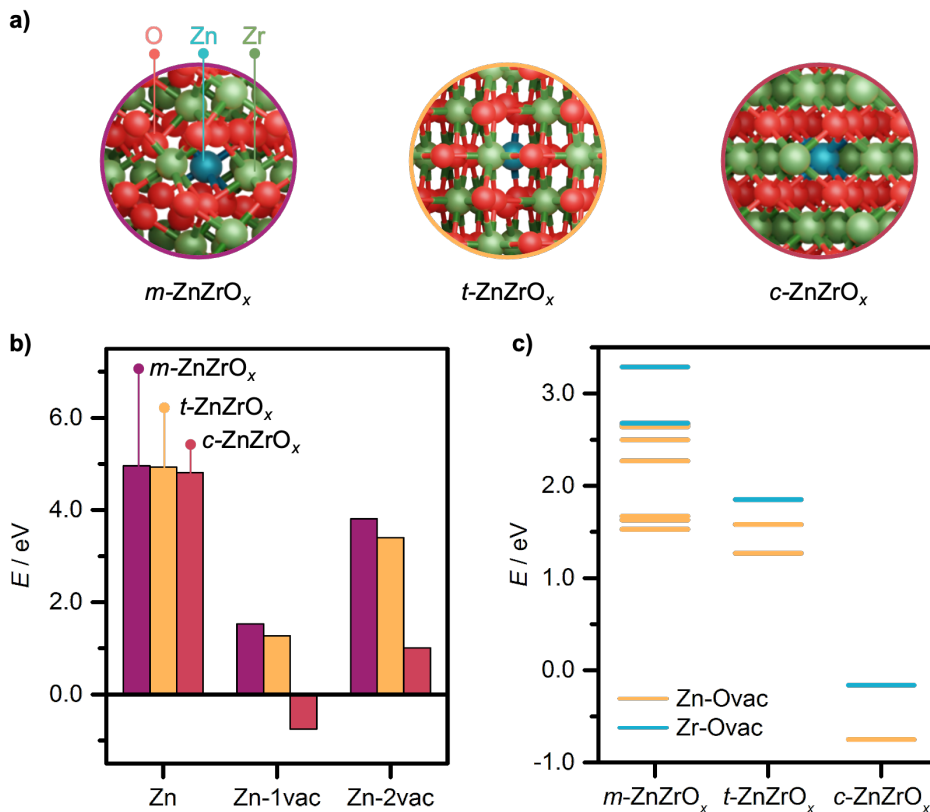 a)
O Zn Zr
m-ZnZrOₓ t-ZnZrOₓ c-ZnZrOₓ
b)
m-ZnZrOₓ
t-ZnZrOₓ
c-ZnZrOₓ
E / eV
6.0
4.0
2.0
0.0
Zn Zn-1vac Zn-2vac
c)
E / eV
3.0
2.0
1.0
0.0
-1.0
Zn-Ovac
Zr-Ovac
m-ZnZrOₓ t-ZnZrOₓ c-ZnZrOₓ